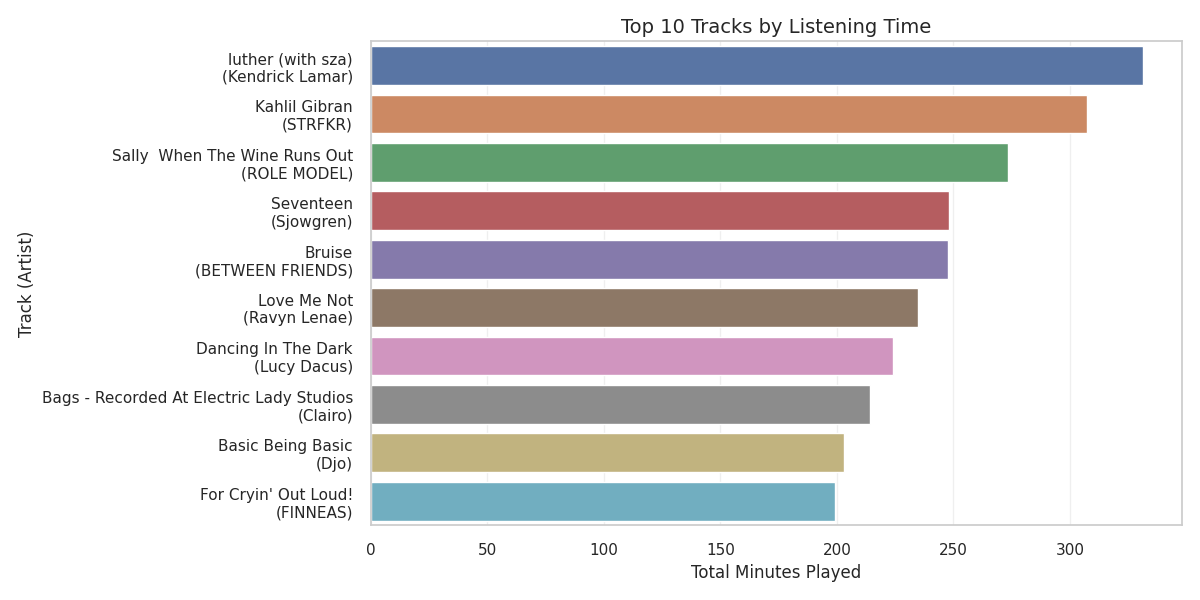 Top 10 Tracks by Listening Time
luther (with sza)
(Kendrick Lamar)
Kahlil Gibran
(STRFKR)
Sally  When The Wine Runs Out
(ROLE MODEL)
Seventeen
(Sjowgren)
Bruise
(BETWEEN FRIENDS)
Love Me Not
(Ravyn Lenae)
Dancing In The Dark
(Lucy Dacus)
Bags - Recorded At Electric Lady Studios
(Clairo)
Basic Being Basic
(Djo)
For Cryin' Out Loud!
(FINNEAS)
Track (Artist)
0 50 100 150 200 250 300
Total Minutes Played